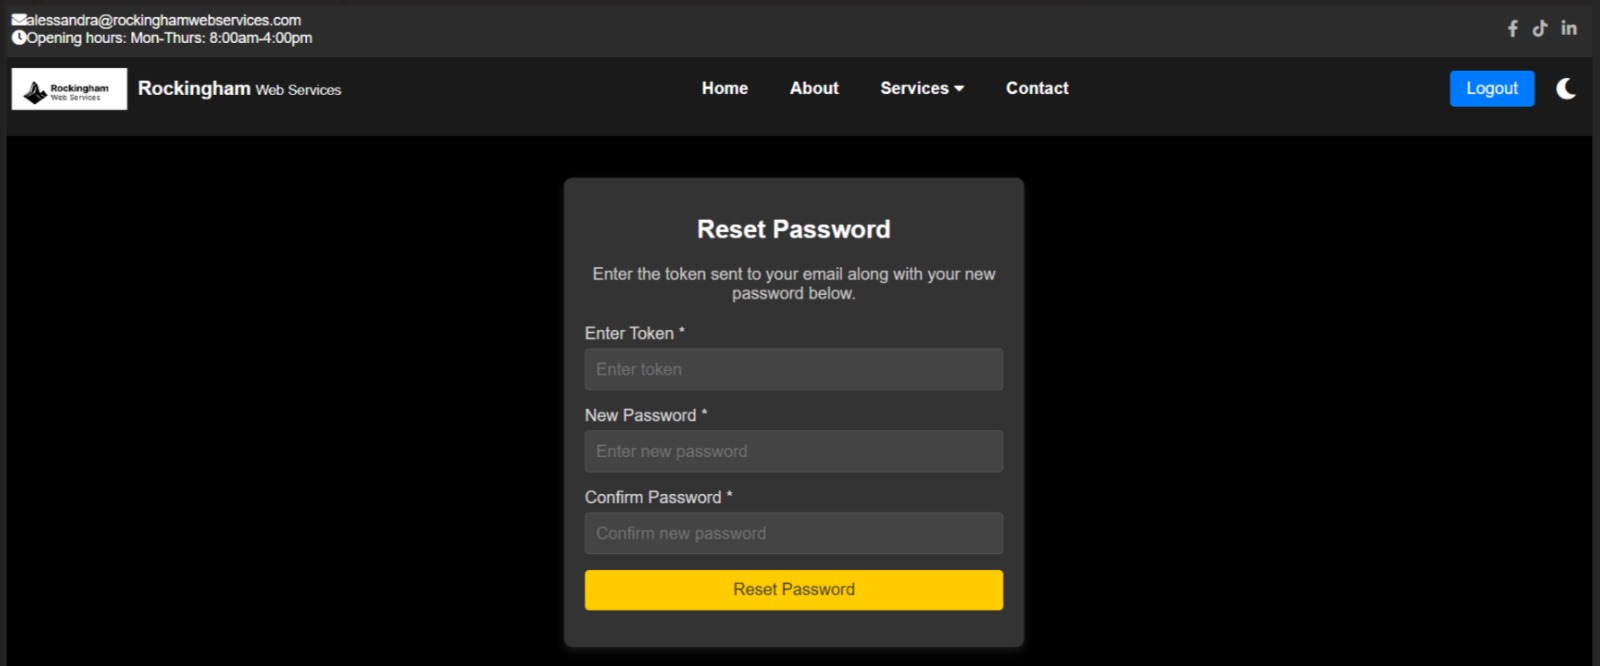 alessandra@rockinghamwebservices.com
Opening hours: Mon-Thurs: 8:00am-4:00pm
Rockingham
Web Services
Rockingham Web Services
Home About Services Contact
Logout
Reset Password
Enter the token sent to your email along with your new
password below.
Enter Token *
Enter token
New Password *
Enter new password
Confirm Password *
Confirm new password
Reset Password